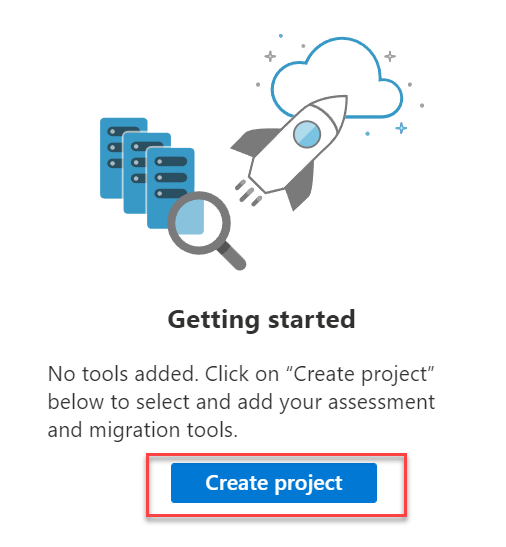 Getting started
No tools added. Click on “Create project”
below to select and add your assessment
and migration tools.
Create project